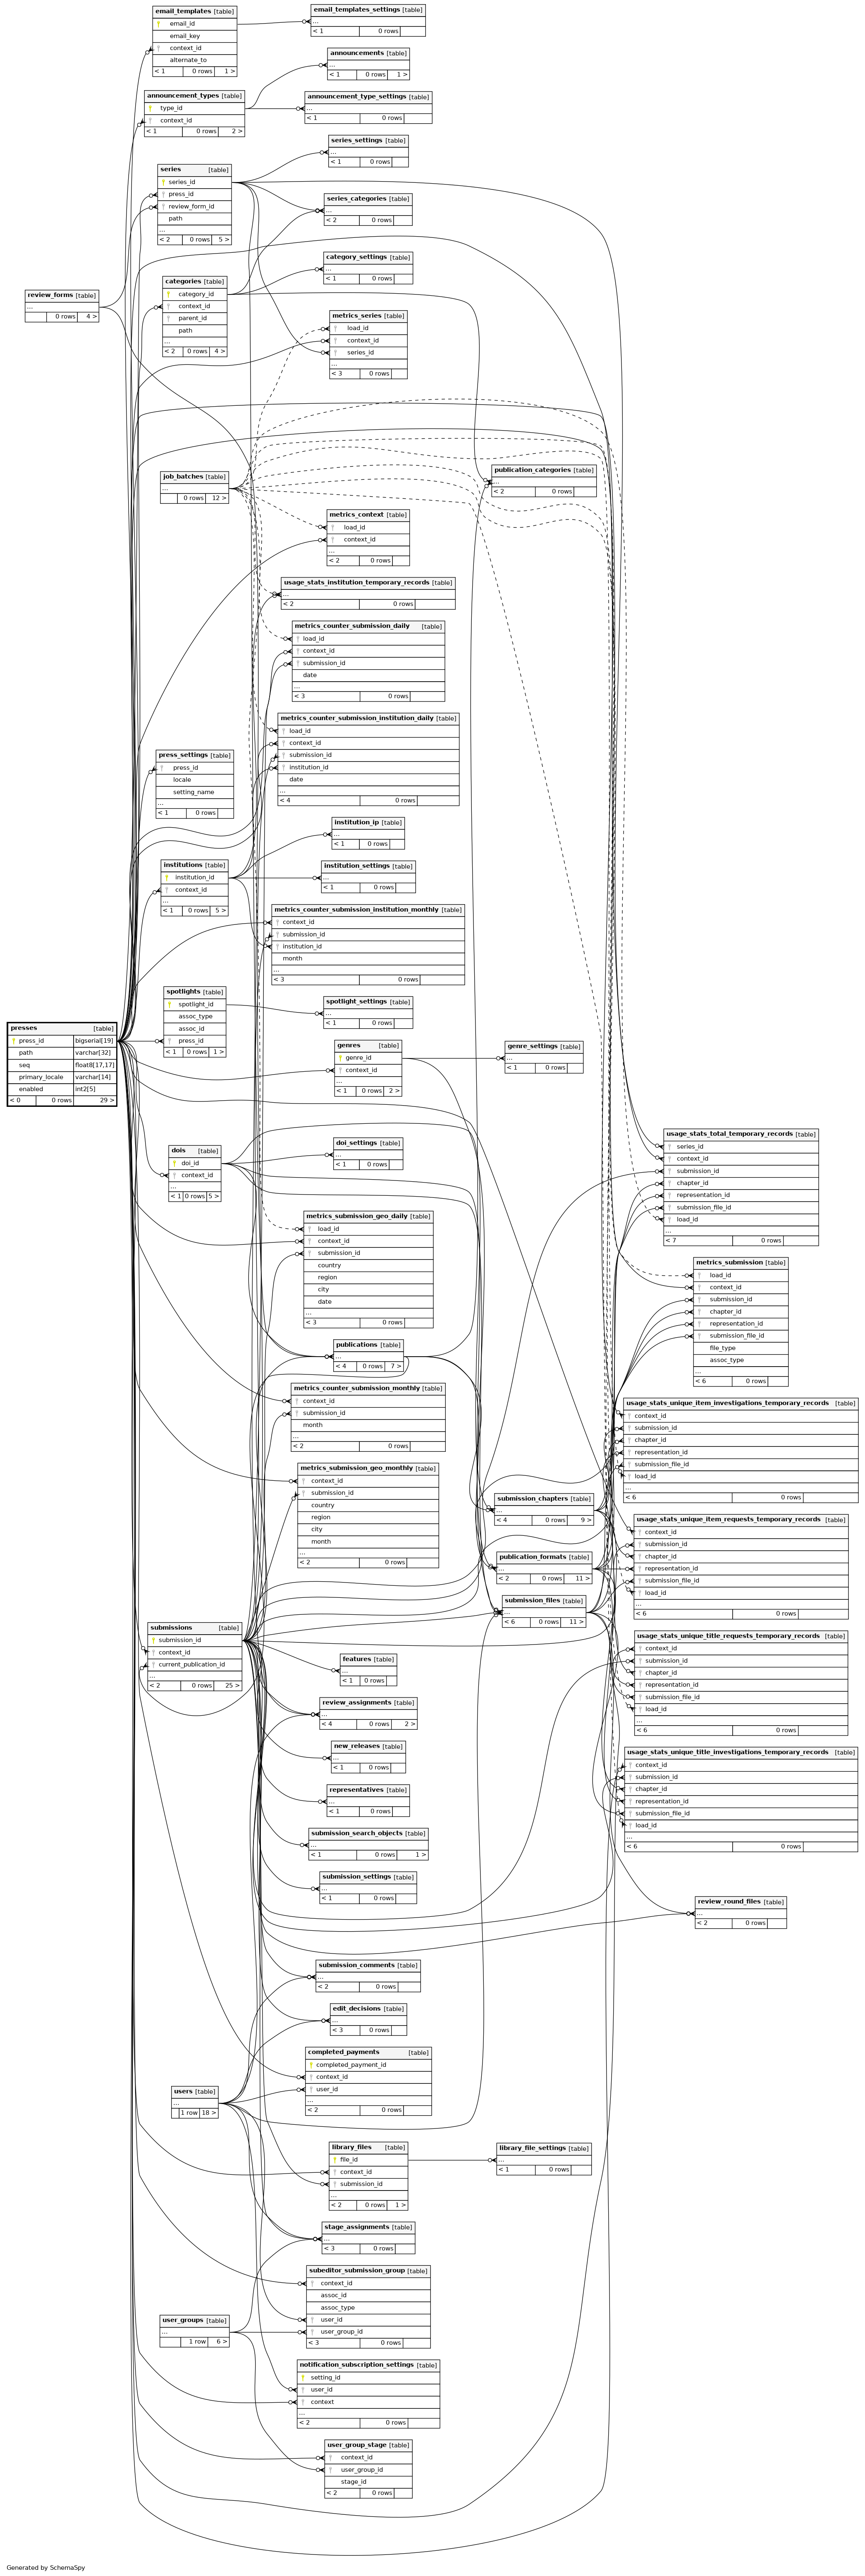 email_templates [table]
email_id
email_key
context_id
alternate_to
< 1 0 rows 1 >
email_templates_settings [table]
...
< 1 0 rows
announcements [table]
...
< 1 0 rows 1 >
announcement_types [table]
type_id
context_id
< 1 0 rows 2 >
announcement_type_settings [table]
...
< 1 0 rows
series_settings [table]
...
< 1 0 rows
series [table]
series_id
press_id
review_form_id
path
...
< 2 0 rows 5 >
series_categories [table]
...
< 2 0 rows
category_settings [table]
...
< 1 0 rows
review_forms [table]
...
0 rows 4 >
categories [table]
category_id
context_id
parent_id
path
...
< 2 0 rows 4 >
metrics_series [table]
load_id
context_id
series_id
...
< 3 0 rows
job_batches [table]
...
0 rows 12 >
publication_categories [table]
...
< 2 0 rows
metrics_context [table]
load_id
context_id
...
< 2 0 rows
usage_stats_institution_temporary_records [table]
...
< 2 0 rows
metrics_counter_submission_daily [table]
load_id
context_id
submission_id
date
...
< 3 0 rows
metrics_counter_submission_institution_daily [table]
load_id
context_id
submission_id
institution_id
date
...
< 4 0 rows
press_settings [table]
press_id
locale
setting_name
...
< 1 0 rows
institution_ip [table]
...
< 1 0 rows
institutions [table]
institution_id
context_id
...
< 1 0 rows 5 >
institution_settings [table]
...
< 1 0 rows
metrics_counter_submission_institution_monthly [table]
context_id
submission_id
institution_id
month
...
< 3 0 rows
spotlights [table]
spotlight_id
assoc_type
assoc_id
press_id
< 1 0 rows 1 >
spotlight_settings [table]
...
< 1 0 rows
presses [table]
press_id bigserial[19]
path varchar[32]
seq float8[17,17]
primary_locale varchar[14]
enabled int2[5]
< 0 0 rows 29 >
genres [table]
genre_id
context_id
...
< 1 0 rows 2 >
genre_settings [table]
...
< 1 0 rows
dois [table]
doi_id
context_id
...
< 1 0 rows 5 >
doi_settings [table]
...
< 1 0 rows
usage_stats_total_temporary_records [table]
series_id
context_id
submission_id
chapter_id
representation_id
submission_file_id
load_id
...
< 7 0 rows
metrics_submission_geo_daily [table]
load_id
context_id
submission_id
country
region
city
date
...
< 3 0 rows
metrics_submission [table]
load_id
context_id
submission_id
chapter_id
representation_id
submission_file_id
file_type
assoc_type
...
< 6 0 rows
publications [table]
...
< 4 0 rows 7 >
metrics_counter_submission_monthly [table]
context_id
submission_id
month
...
< 2 0 rows
usage_stats_unique_item_investigations_temporary_records [table]
context_id
submission_id
chapter_id
representation_id
submission_file_id
load_id
...
< 6 0 rows
metrics_submission_geo_monthly [table]
context_id
submission_id
country
region
city
month
...
< 2 0 rows
submission_chapters [table]
...
< 4 0 rows 9 >
usage_stats_unique_item_requests_temporary_records [table]
context_id
submission_id
chapter_id
representation_id
submission_file_id
load_id
...
< 6 0 rows
publication_formats [table]
...
< 2 0 rows 11 >
submission_files [table]
...
< 6 0 rows 11 >
submissions [table]
submission_id
context_id
current_publication_id
...
< 2 0 rows 25 >
usage_stats_unique_title_requests_temporary_records [table]
context_id
submission_id
chapter_id
representation_id
submission_file_id
load_id
...
< 6 0 rows
features [table]
...
< 1 0 rows
review_assignments [table]
...
< 4 0 rows 2 >
new_releases [table]
...
< 1 0 rows
usage_stats_unique_title_investigations_temporary_records [table]
context_id
submission_id
chapter_id
representation_id
submission_file_id
load_id
...
< 6 0 rows
representatives [table]
...
< 1 0 rows
submission_search_objects [table]
...
< 1 0 rows 1 >
submission_settings [table]
...
< 1 0 rows
review_round_files [table]
...
< 2 0 rows
submission_comments [table]
...
< 2 0 rows
edit_decisions [table]
...
< 3 0 rows
completed_payments [table]
completed_payment_id
context_id
user_id
...
< 2 0 rows
users [table]
...
1 row 18 >
library_files [table]
file_id
context_id
submission_id
...
< 2 0 rows 1 >
library_file_settings [table]
...
< 1 0 rows
stage_assignments [table]
...
< 3 0 rows
subeditor_submission_group [table]
context_id
assoc_id
assoc_type
user_id
user_group_id
< 3 0 rows
user_groups [table]
...
1 row 6 >
notification_subscription_settings [table]
setting_id
user_id
context
...
< 2 0 rows
user_group_stage [table]
context_id
user_group_id
stage_id
< 2 0 rows
Generated by SchemaSpy